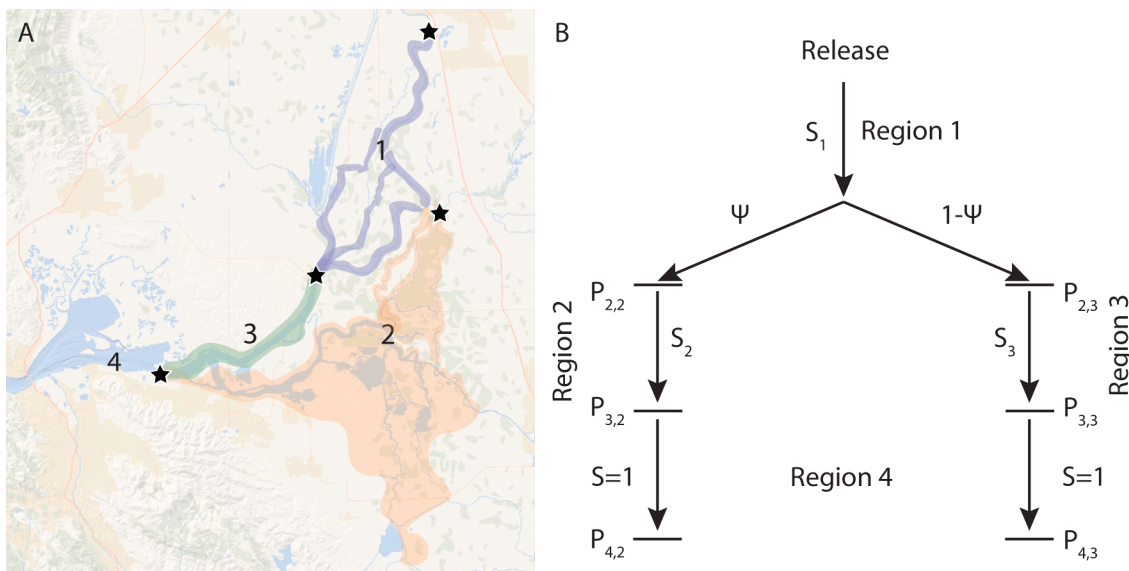 A
1
2
3
4
B
Release
S1
Region 1
Ψ
1-Ψ
Region 2
P2,2
P2,3
Region 3
S2
S3
P3,2
P3,3
S=1
Region 4
S=1
P4,2
P4,3